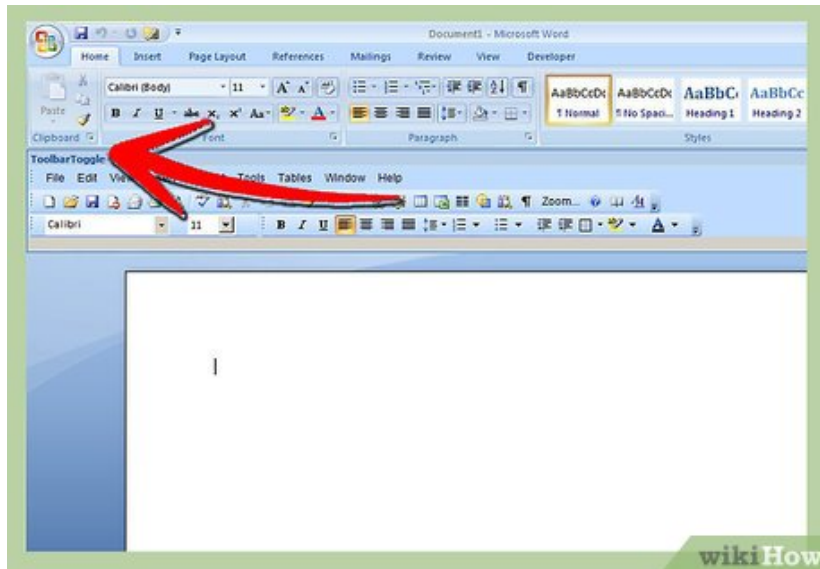 Document1 - Microsoft Word
Home Insert Page Layout References Mailings Review View Developer
Calibri (Body) 11 A A
AaBbCcDc AaBbCcDc AaBbC AaBbCc
Paste B I U abc x, x' Aa A
¶ Normal ¶ No Spaci... Heading 1 Heading 2
Clipboard Font Paragraph Styles
ToolbarToggle
File Edit Tools Tables Window Help
Zoom...
Calibri 11 B I U A
wikiHow